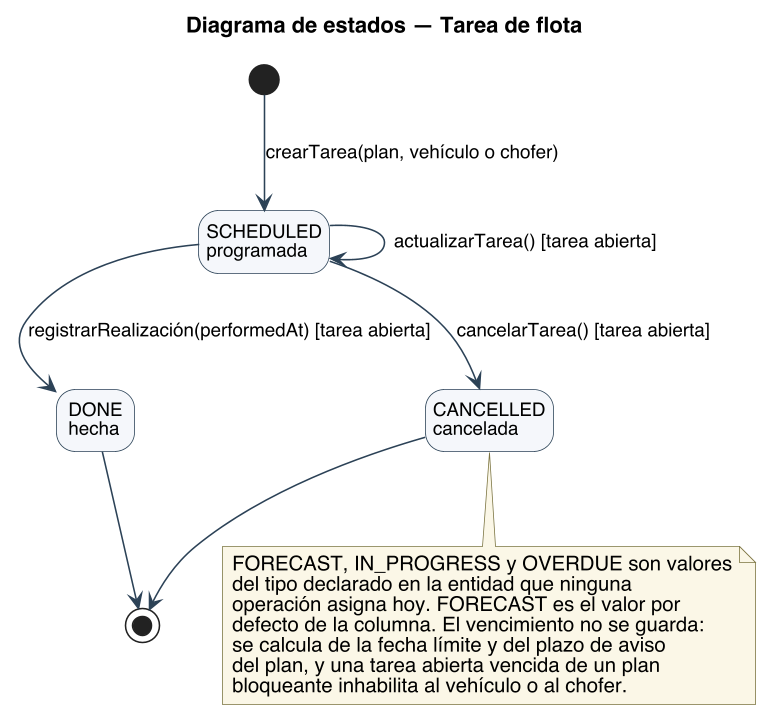 Diagrama de estados — Tarea de flota
crearTarea(plan, vehículo o chofer)
SCHEDULED
programada
actualizarTarea() [tarea abierta]
registrarRealización(performedAt) [tarea abierta]
cancelarTarea() [tarea abierta]
DONE
hecha
CANCELLED
cancelada
FORECAST, IN_PROGRESS y OVERDUE son valores
del tipo declarado en la entidad que ninguna
operación asigna hoy. FORECAST es el valor por
defecto de la columna. El vencimiento no se guarda:
se calcula de la fecha límite y del plazo de aviso
del plan, y una tarea abierta vencida de un plan
bloqueante inhabilita al vehículo o al chofer.